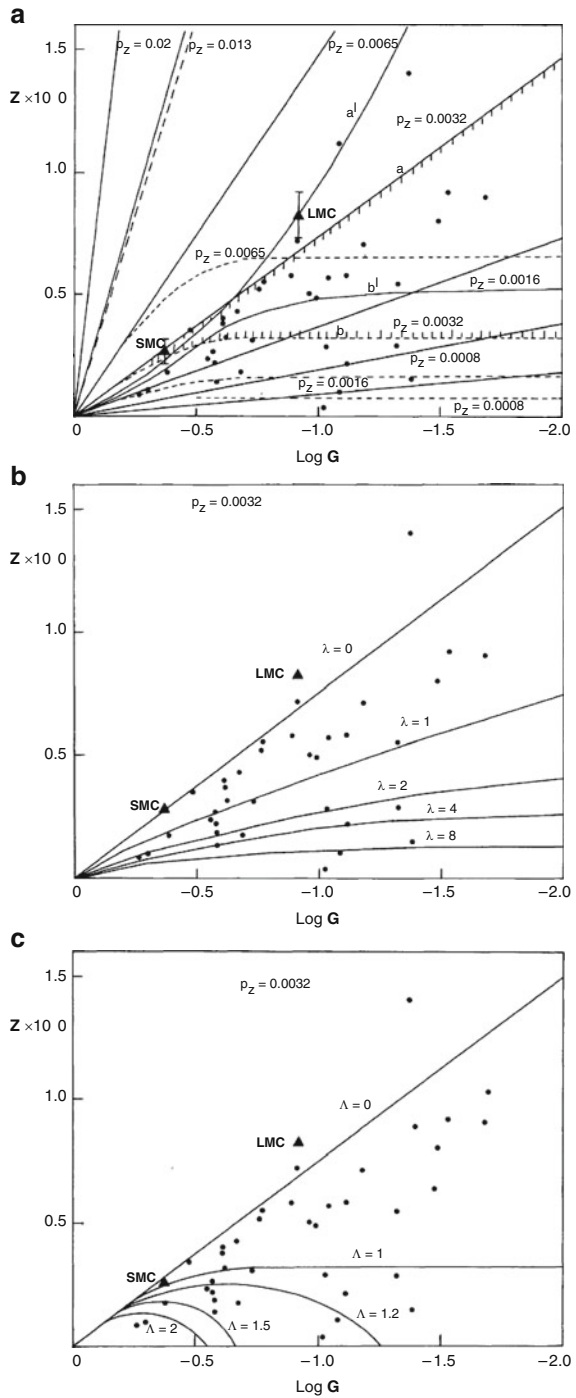 a
p_z = 0.02
p_z = 0.013
p_z = 0.0065
1.5
Z ×10 0
a^|
p_z = 0.0032
a
1.0
LMC
p_z = 0.0065
p_z = 0.0016
0.5
b^|
SMC
b
p_z = 0.0032
p_z = 0.0008
p_z = 0.0016
p_z = 0.0008
0 −0.5 −1.0 −1.5 −2.0
Log G
b
p_z = 0.0032
1.5
Z ×10 0
1.0
λ = 0
LMC
λ = 1
0.5
λ = 2
SMC
λ = 4
λ = 8
0 −0.5 −1.0 −1.5 −2.0
Log G
c
p_z = 0.0032
1.5
Z ×10 0
1.0
Λ = 0
LMC
0.5
Λ = 1
SMC
Λ = 1.2
Λ = 1.5
Λ = 2
0 −0.5 −1.0 −1.5 −2.0
Log G